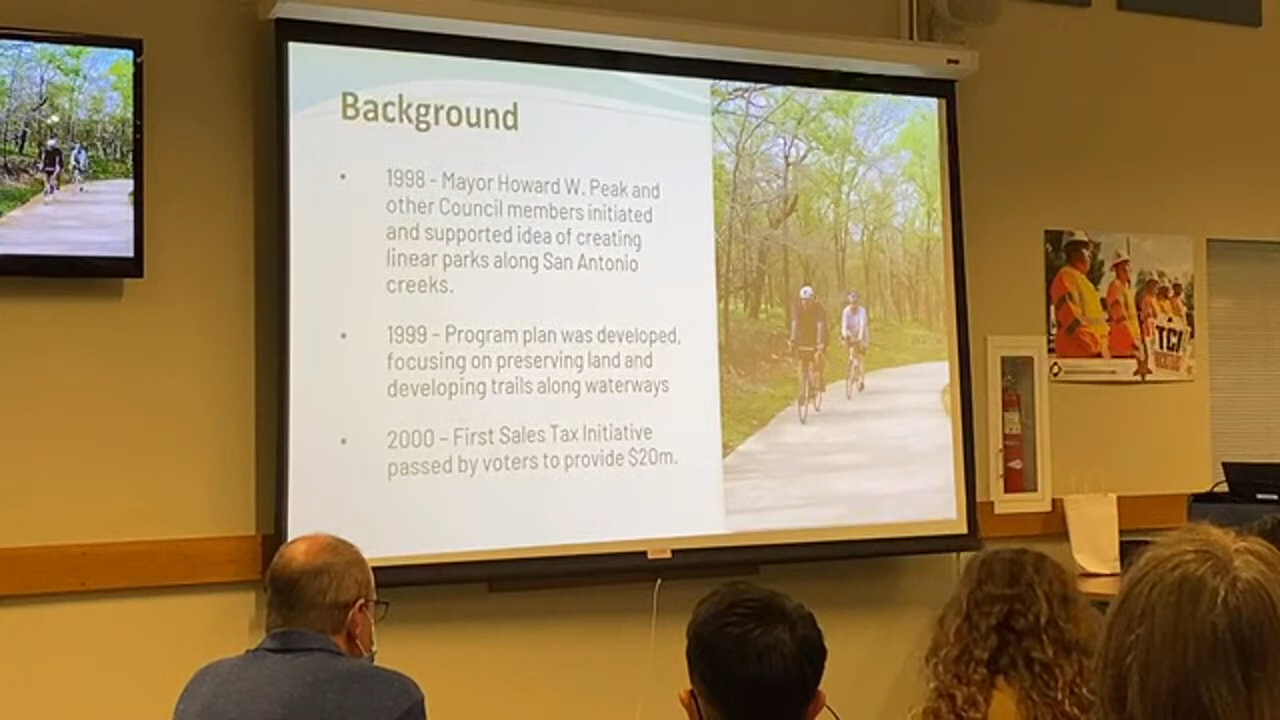 Background
• 1998 - Mayor Howard W. Peak and
other Council members initiated
and supported idea of creating
linear parks along San Antonio
creeks.
• 1999 – Program plan was developed,
focusing on preserving land and
developing trails along waterways
• 2000 – First Sales Tax Initiative
passed by voters to provide $20m.
TCI